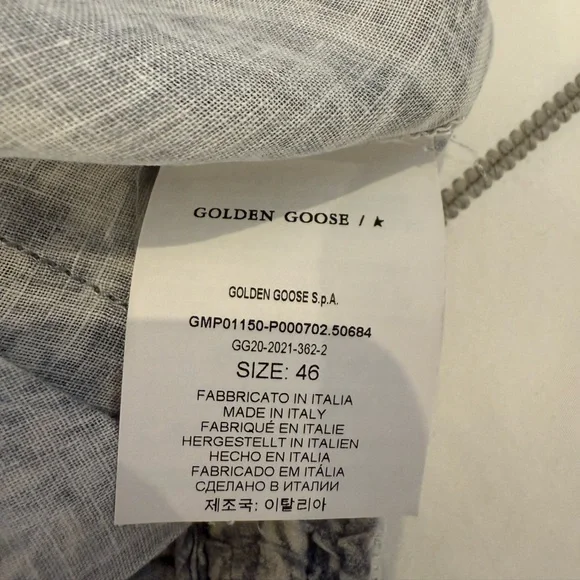 GOLDEN GOOSE / ★
GOLDEN GOOSE S.p.A.
GMP01150-P000702.50684
GG20-2021-362-2
SIZE: 46
FABBRICATO IN ITALIA
MADE IN ITALY
FABRIQUÉ EN ITALIE
HERGESTELLT IN ITALIEN
HECHO EN ITALIA
FABRICADO EM ITÁLIA
СДЕЛАНО В ИТАЛИИ
제조국: 이탈리아